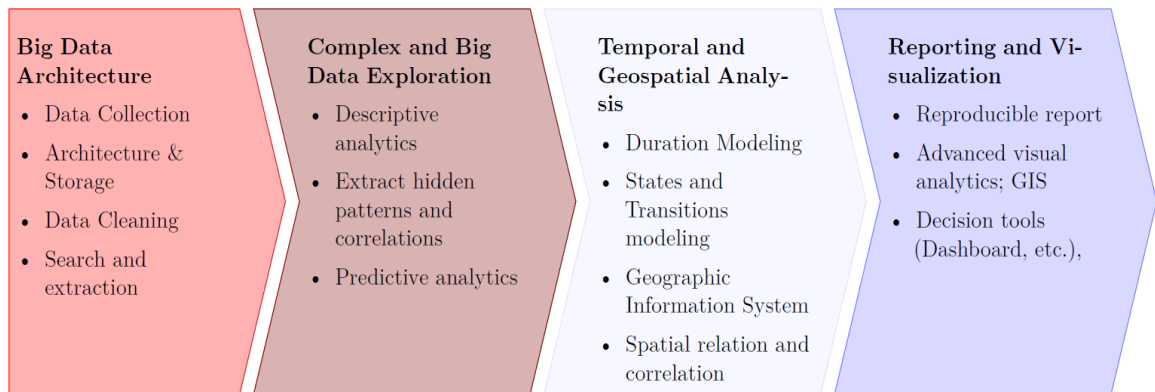 Big Data
Architecture
• Data Collection
• Architecture &
Storage
• Data Cleaning
• Search and
extraction
Complex and Big
Data Exploration
• Descriptive
analytics
• Extract hidden
patterns and
correlations
• Predictive analytics
Temporal and
Geospatial Analy-
sis
• Duration Modeling
• States and
Transitions
modeling
• Geographic
Information System
• Spatial relation and
correlation
Reporting and Vi-
sualization
• Reproducible report
• Advanced visual
analytics; GIS
• Decision tools
(Dashboard, etc.),